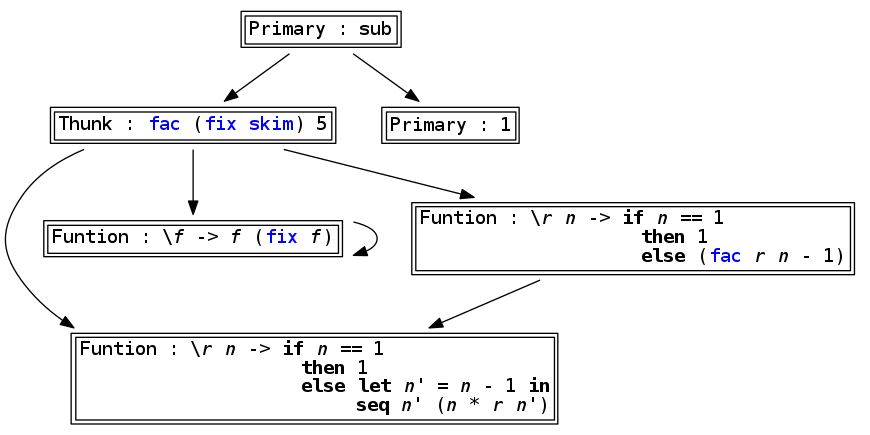 Primary : sub
Thunk : fac (fix skim) 5
Primary : 1
Funtion : \f -> f (fix f)
Funtion : \r n -> if n == 1
then 1
else (fac r n - 1)
Funtion : \r n -> if n == 1
then 1
else let n' = n - 1 in
seq n' (n * r n')